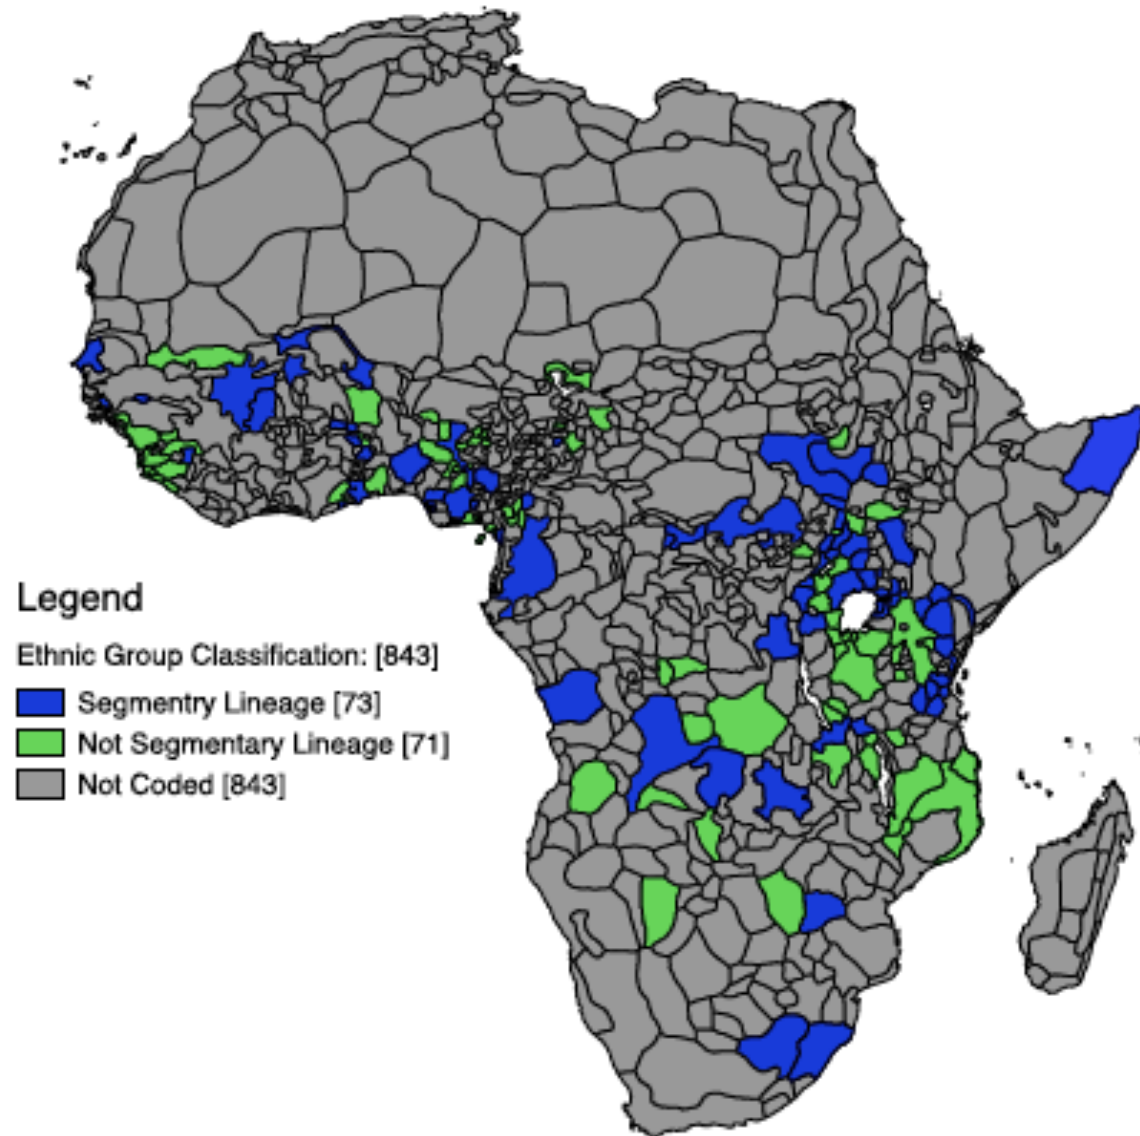 Legend
Ethnic Group Classification: [843]
Segmentry Lineage [73]
Not Segmentary Lineage [71]
Not Coded [843]